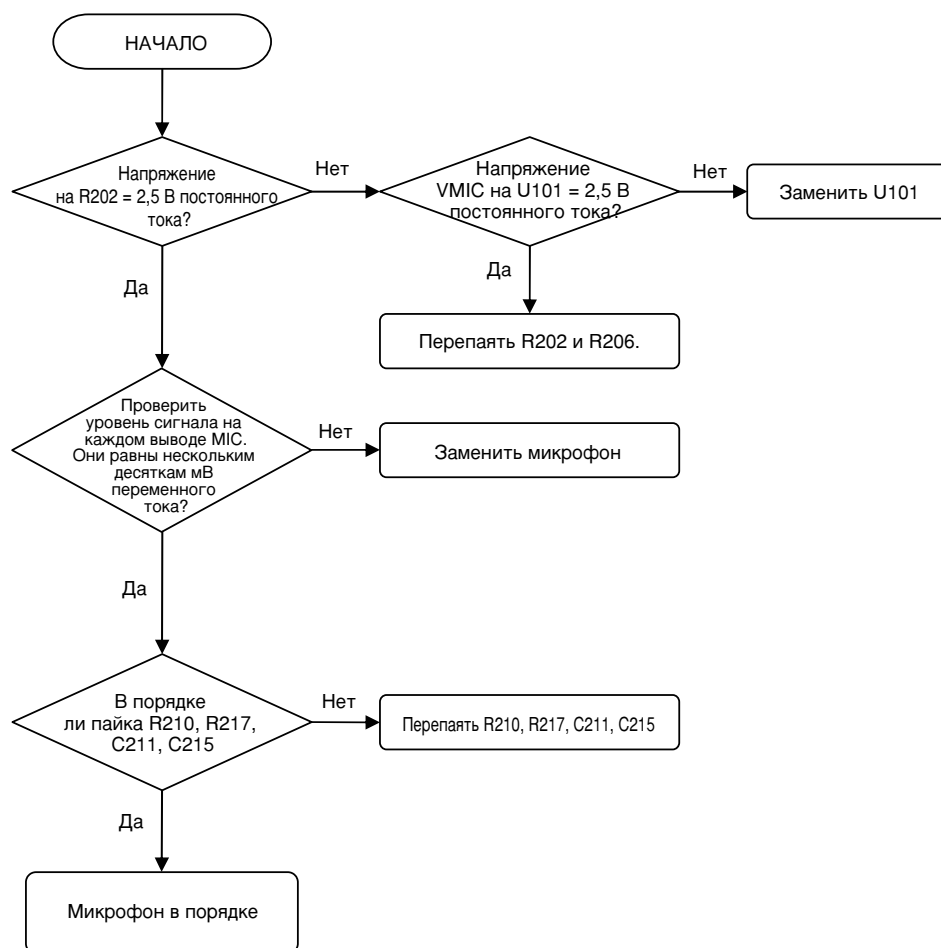 НАЧАЛО
Напряжение
на R202 = 2,5 В постоянного
тока?
Нет
Напряжение
VMIC на U101 = 2,5 В
постоянного тока?
Нет
Заменить U101
Да
Да
Перепаять R202 и R206.
Проверить
уровень сигнала на
каждом выводе MIC.
Они равны нескольким
десяткам мВ
переменного
тока?
Нет
Заменить микрофон
Да
В порядке
ли пайка R210, R217,
C211, C215
Нет
Перепаять R210, R217, C211, C215
Да
Микрофон в порядке